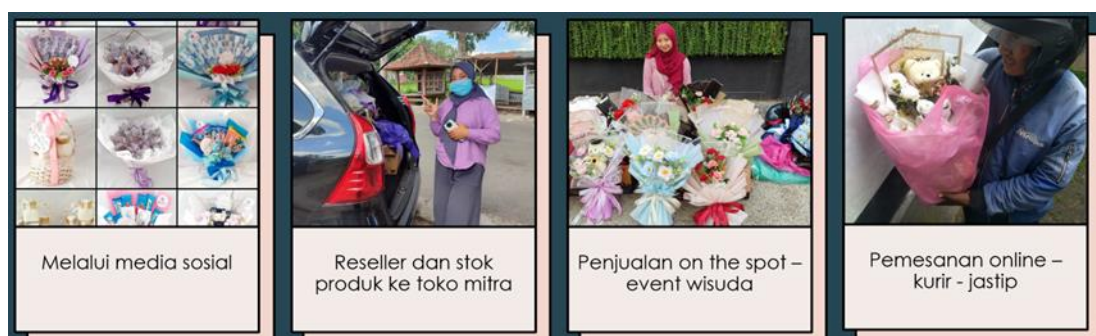 Melalui media sosial
Reseller dan stok
produk ke toko mitra
Penjualan on the spot –
event wisuda
Pemesanan online –
kurir - jastip